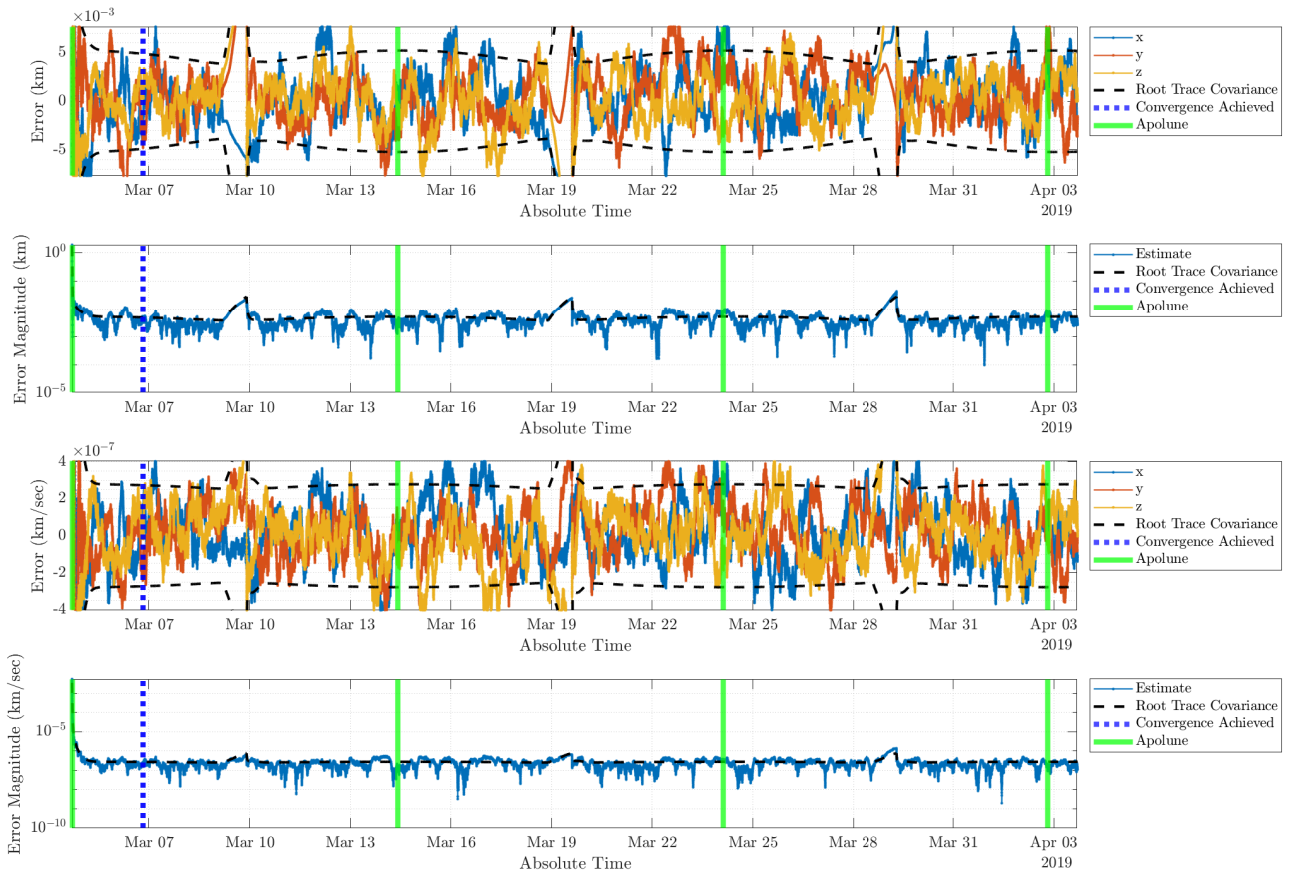 ×10⁻³
Error (km)
5
0
-5
Mar 07 Mar 10 Mar 13 Mar 16 Mar 19 Mar 22 Mar 25 Mar 28 Mar 31 Apr 03
Absolute Time
2019
x
y
z
Root Trace Covariance
Convergence Achieved
Apolune
Error Magnitude (km)
10⁰
10⁻⁵
Mar 07 Mar 10 Mar 13 Mar 16 Mar 19 Mar 22 Mar 25 Mar 28 Mar 31 Apr 03
Absolute Time
2019
Estimate
Root Trace Covariance
Convergence Achieved
Apolune
×10⁻⁷
Error (km/sec)
4
2
0
-2
-4
Mar 07 Mar 10 Mar 13 Mar 16 Mar 19 Mar 22 Mar 25 Mar 28 Mar 31 Apr 03
Absolute Time
2019
x
y
z
Root Trace Covariance
Convergence Achieved
Apolune
Error Magnitude (km/sec)
10⁻⁵
10⁻¹⁰
Mar 07 Mar 10 Mar 13 Mar 16 Mar 19 Mar 22 Mar 25 Mar 28 Mar 31 Apr 03
Absolute Time
2019
Estimate
Root Trace Covariance
Convergence Achieved
Apolune